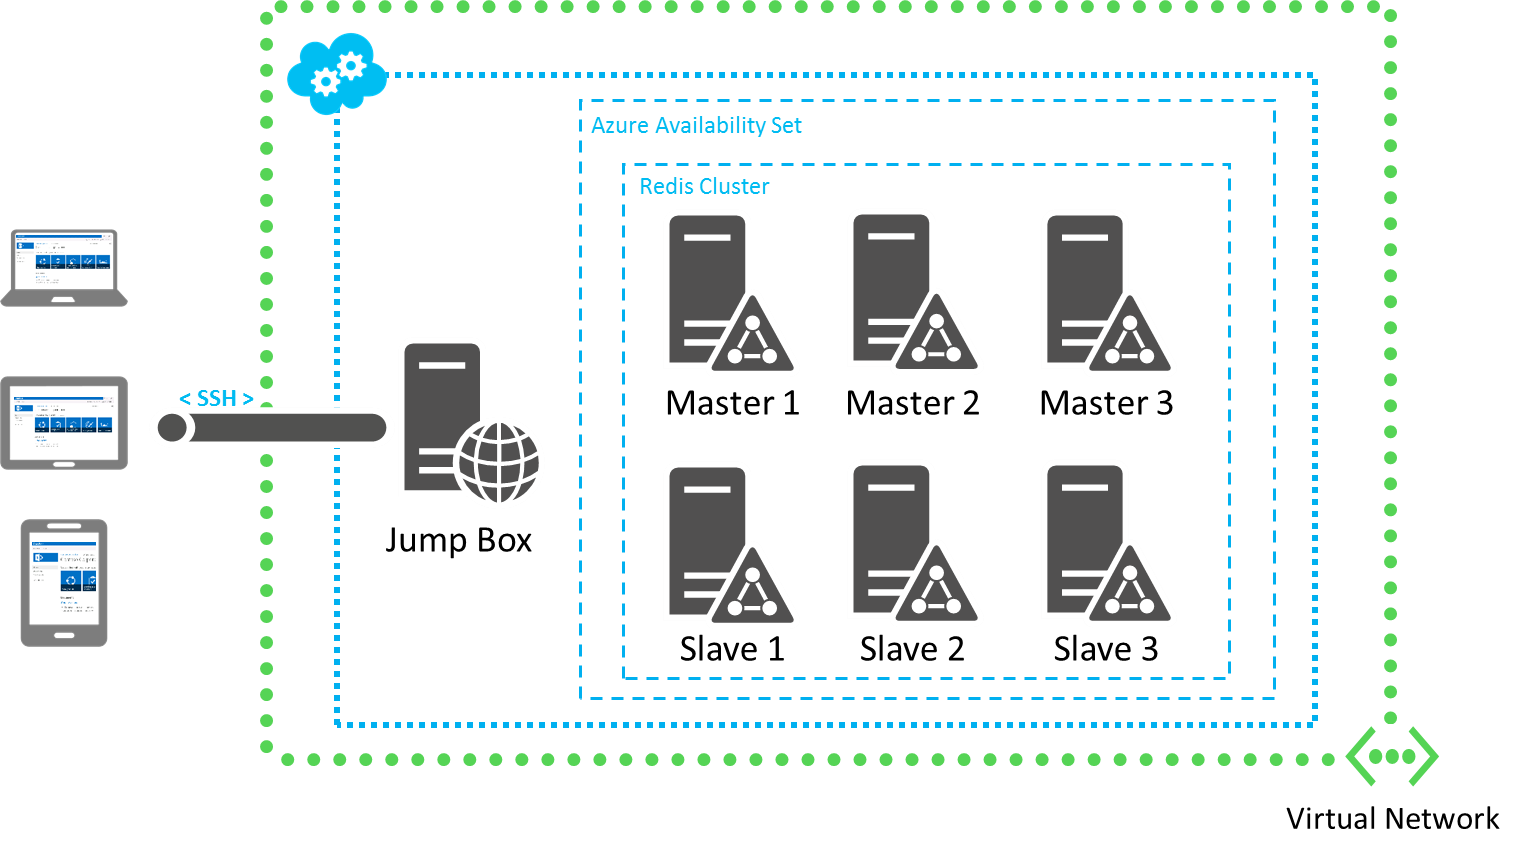 Azure Availability Set
Redis Cluster
< SSH >
Master 1
Master 2
Master 3
Jump Box
Slave 1
Slave 2
Slave 3
Virtual Network